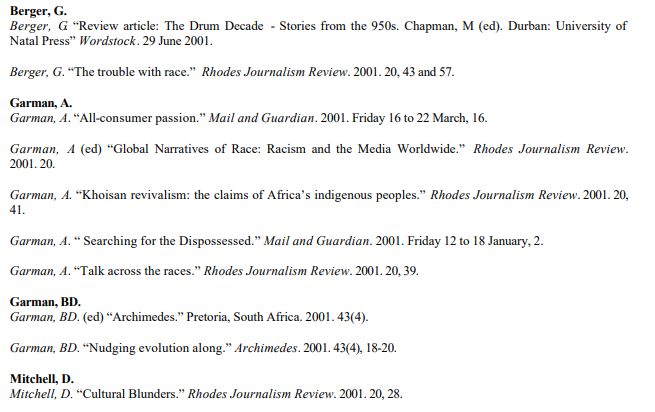 Berger, G.
Berger, G. “Review article: The Drum Decade - Stories from the 950s. Chapman, M (ed). Durban: University of
Natal Press” Wordstock. 29 June 2001.
Berger, G. “The trouble with race.” Rhodes Journalism Review. 2001. 20, 43 and 57.
Garman, A.
Garman, A. “All-consumer passion.” Mail and Guardian. 2001. Friday 16 to 22 March, 16.
Garman, A (ed) “Global Narratives of Race: Racism and the Media Worldwide.” Rhodes Journalism Review.
2001. 20.
Garman, A. “Khoisan revivalism: the claims of Africa’s indigenous peoples.” Rhodes Journalism Review. 2001. 20,
41.
Garman, A. “ Searching for the Dispossessed.” Mail and Guardian. 2001. Friday 12 to 18 January, 2.
Garman, A. “Talk across the races.” Rhodes Journalism Review. 2001. 20, 39.
Garman, BD.
Garman, BD. (ed) “Archimedes.” Pretoria, South Africa. 2001. 43(4).
Garman, BD. “Nudging evolution along.” Archimedes. 2001. 43(4), 18-20.
Mitchell, D.
Mitchell, D. “Cultural Blunders.” Rhodes Journalism Review. 2001. 20, 28.